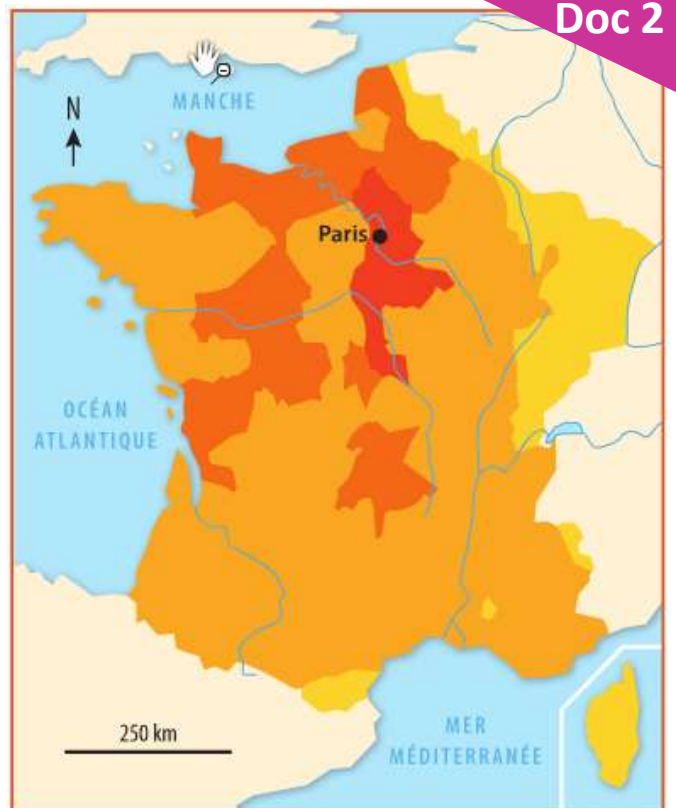 Doc 2
MANCHE
N
Paris
OCÉAN
ATLANTIQUE
250 km
MER
MÉDITERRANÉE